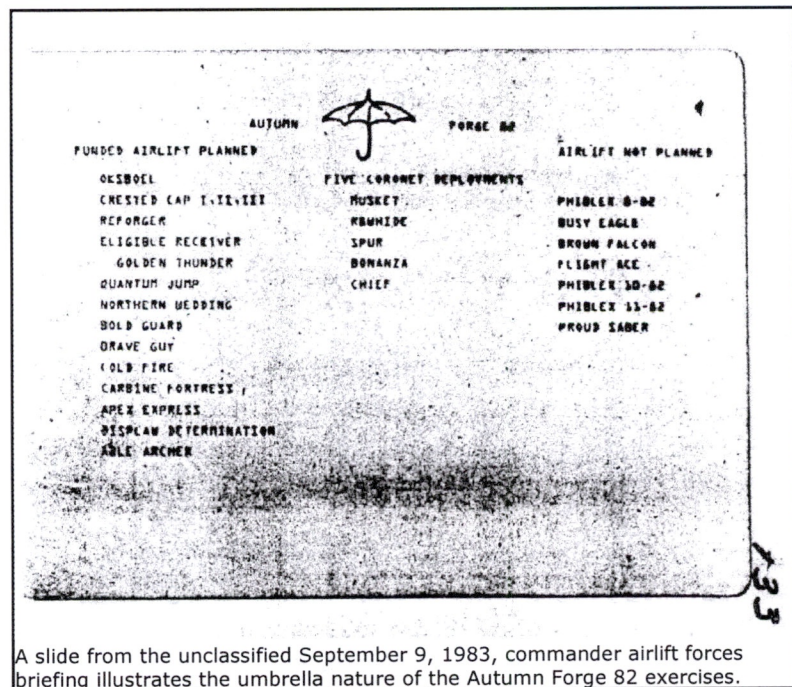 AUTUMN FORGE 82
FUNDED AIRLIFT PLANNED
OKSBOEL
CRESTED CAP I,II,III
REFORGER
ELIGIBLE RECEIVER
GOLDEN THUNDER
QUANTUM JUMP
NORTHERN WEDDING
BOLD GUARD
BRAVE GUY
COLD FIRE
CARBINE FORTRESS
APEX EXPRESS
DISPLAY DETERMINATION
ABLE ARCHER
FIVE CORONET DEPLOYMENTS
MUSKET
RAWHIDE
SPUR
BONANZA
CHIEF
AIRLIFT NOT PLANNED
PHIBLEX 8-82
BUSY EAGLE
BROWN FALCON
FLIGHT ACE
PHIBLEX 10-82
PHIBLEX 11-82
PROUD SABER
133
A slide from the unclassified September 9, 1983, commander airlift forces
briefing illustrates the umbrella nature of the Autumn Forge 82 exercises.